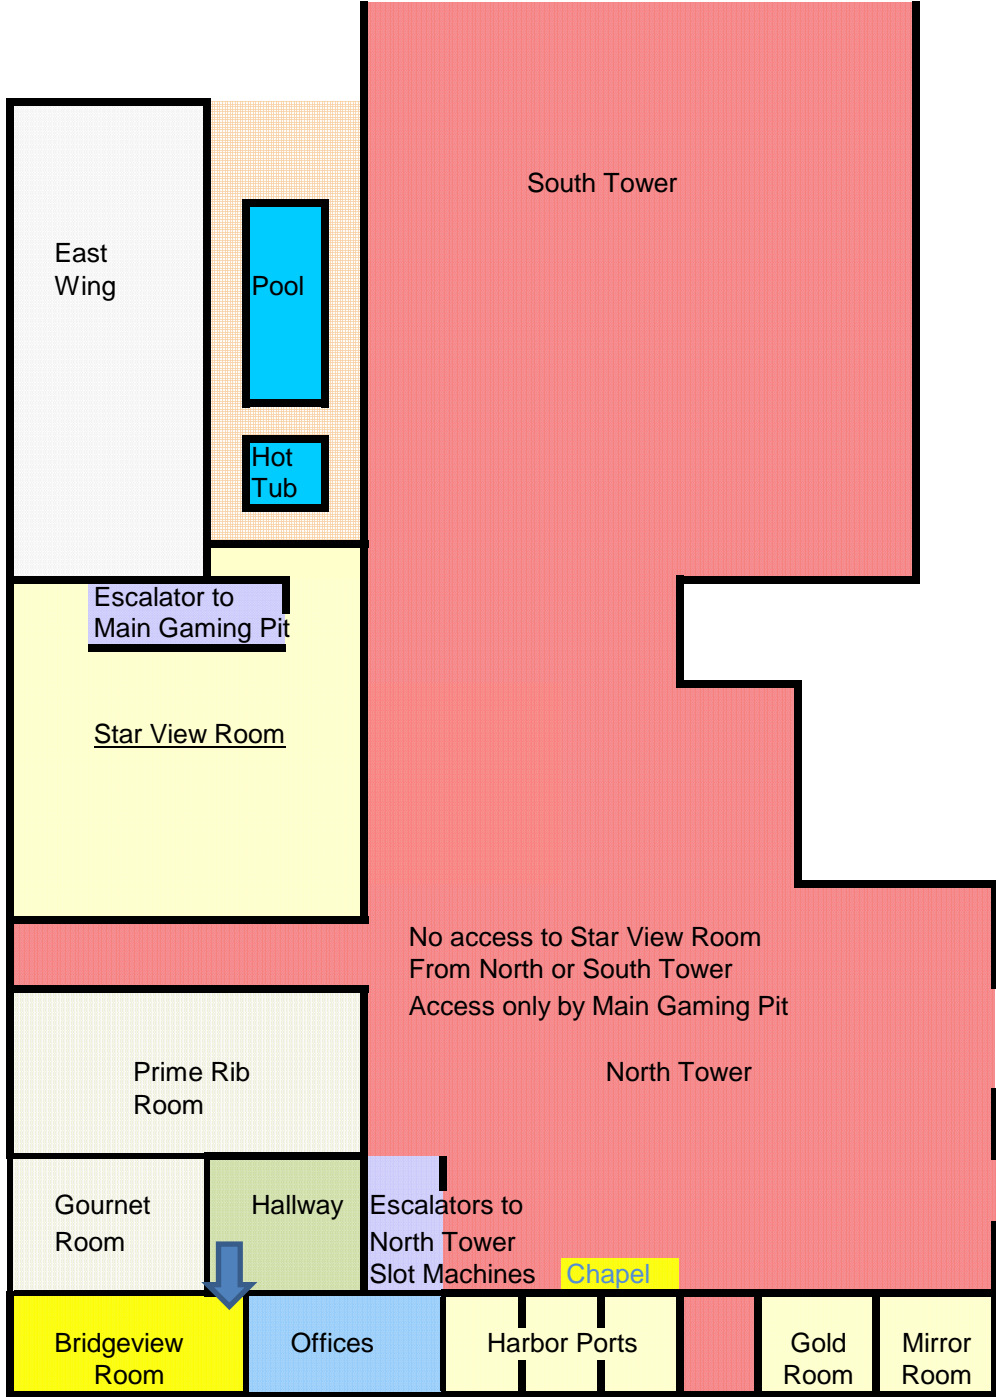 South Tower
East
Wing
Pool
Hot
Tub
Escalator to
Main Gaming Pit
Star View Room
No access to Star View Room
From North or South Tower
Access only by Main Gaming Pit
Prime Rib
Room
North Tower
Gournet
Room
Hallway
Escalators to
North Tower
Slot Machines
Chapel
Bridgeview
Room
Offices
Harbor Ports
Gold
Room
Mirror
Room